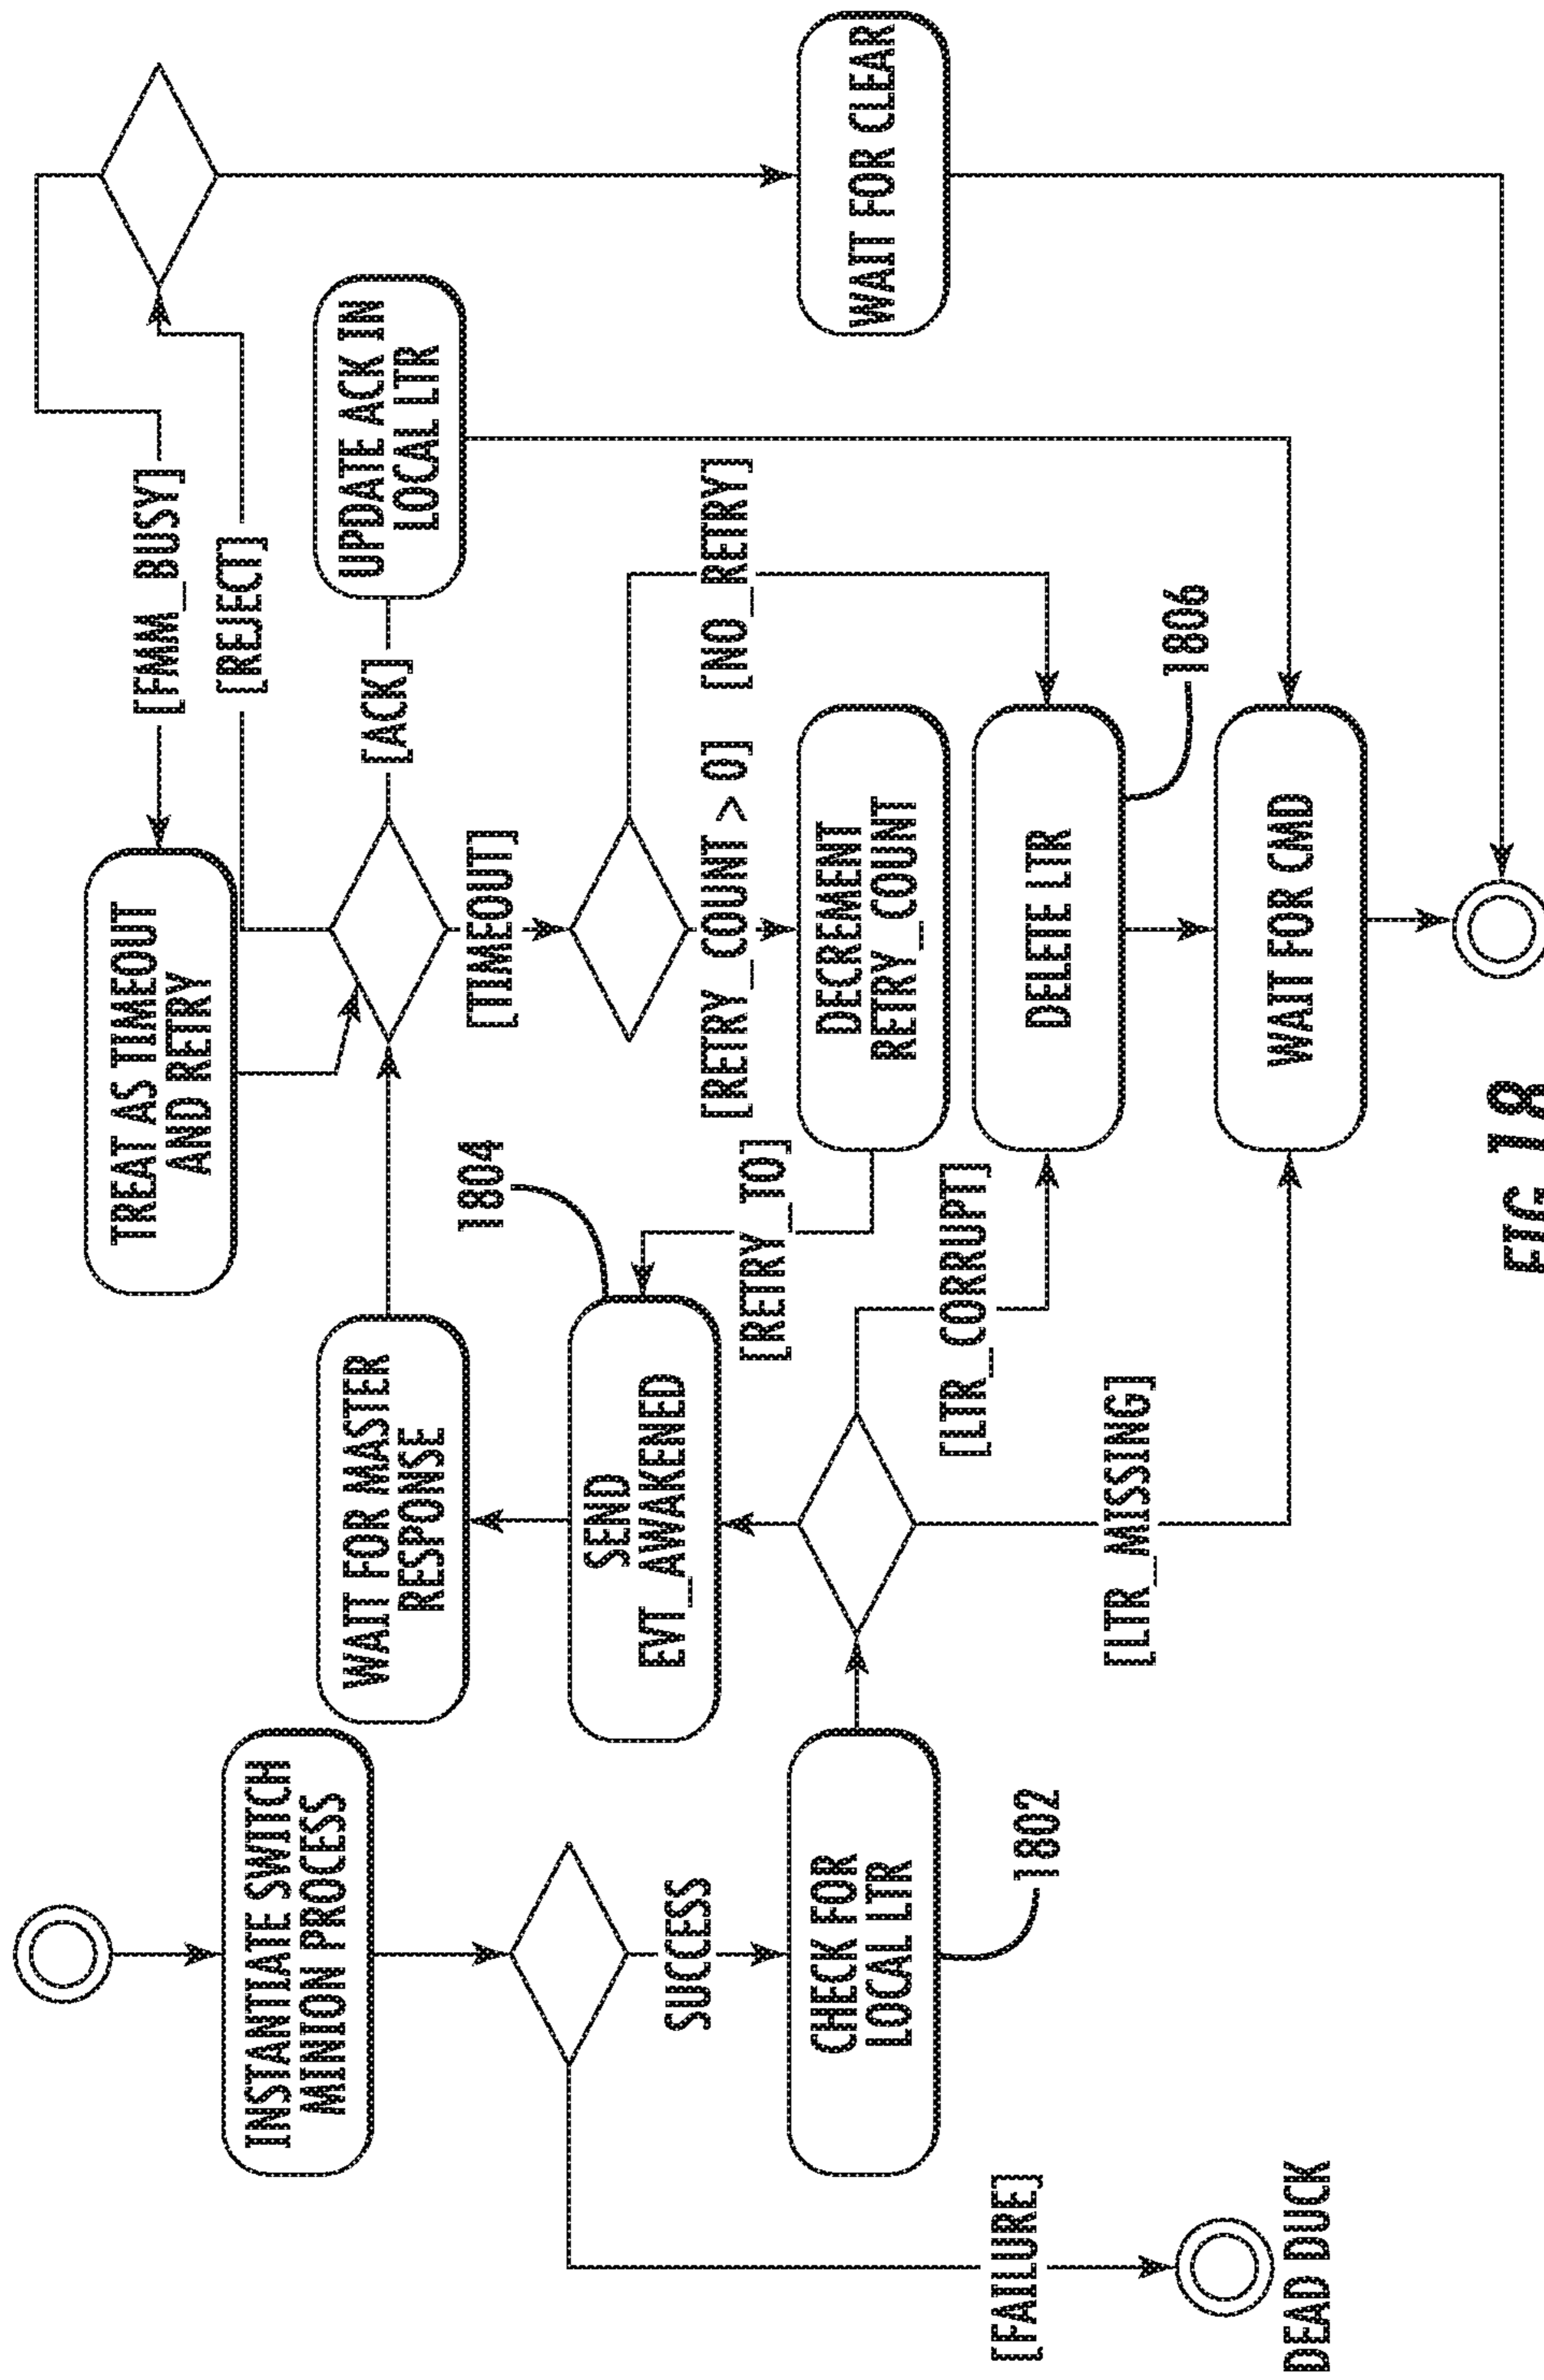 INSTANTIATE SWITCH
MINION PROCESS
[FAILURE]
DEAD DUCK
SUCCESS
CHECK FOR
LOCAL LTR
1802
WAIT FOR MASTER
RESPONSE
SEND
EVT_AWAKENED
1804
[RETRY_TO]
[LTR_CORRUPT]
[LTR_MISSING]
TREAT AS TIMEOUT
AND RETRY
[FMM_BUSY]
[REJECT]
[ACK]
UPDATE ACK IN
LOCAL LTR
[TIMEOUT]
[RETRY_COUNT > 0]
[NO_RETRY]
DECREMENT
RETRY_COUNT
DELETE LTR
1806
WAIT FOR CMD
WAIT FOR CLEAR
FIG. 18